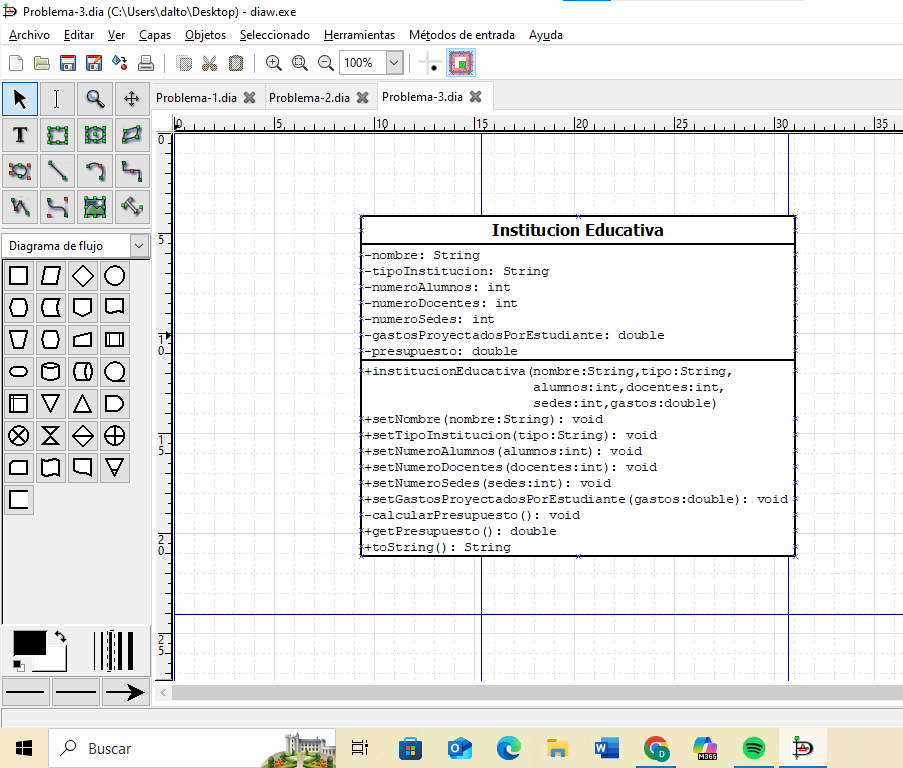 Problema-3.dia (C:\Users\dalto\Desktop) - diaw.exe
Archivo Editar Ver Capas Objetos Seleccionado Herramientas Métodos de entrada Ayuda
100%
Problema-1.dia Problema-2.dia Problema-3.dia
0 5 10 15 20 25 30 35
0
5
10
15
20
25
T
Diagrama de flujo
Institucion Educativa
-nombre: String
-tipoInstitucion: String
-numeroAlumnos: int
-numeroDocentes: int
-numeroSedes: int
-gastosProyectadosPorEstudiante: double
-presupuesto: double
+institucionEducativa(nombre:String,tipo:String,
alumnos:int,docentes:int,
sedes:int,gastos:double)
+setNombre(nombre:String): void
+setTipoInstitucion(tipo:String): void
+setNumeroAlumnos(alumnos:int): void
+setNumeroDocentes(docentes:int): void
+setNumeroSedes(sedes:int): void
+setGastosProyectadosPorEstudiante(gastos:double): void
-calcularPresupuesto(): void
+getPresupuesto(): double
+toString(): String
Buscar
W
D
M365